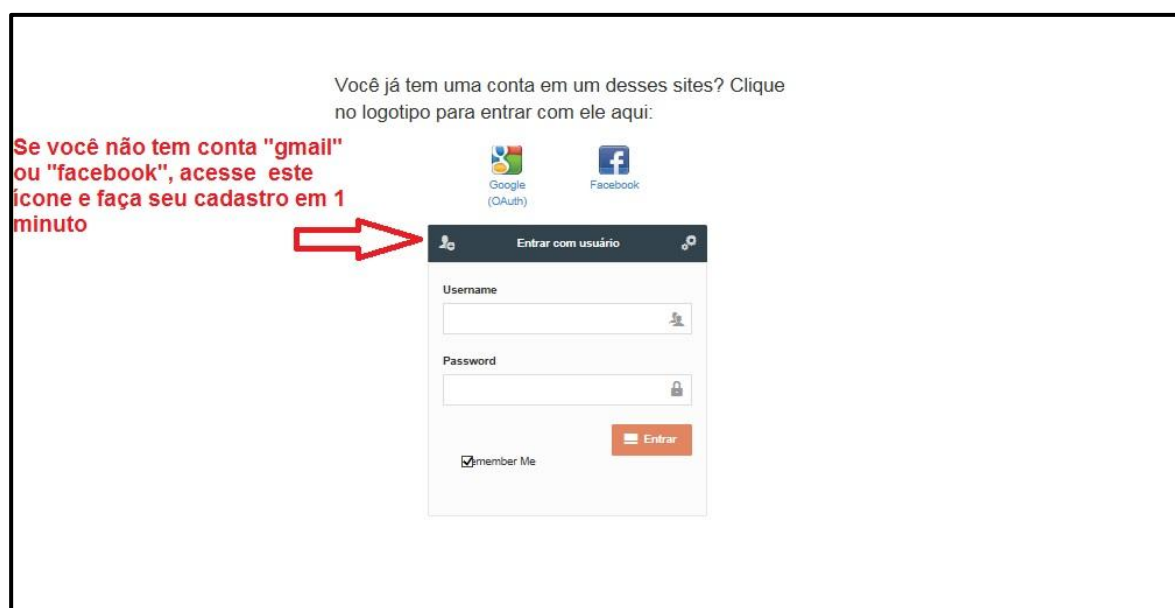 Você já tem uma conta em um desses sites? Clique
no logotipo para entrar com ele aqui:
Se você não tem conta "gmail"
ou "facebook", acesse este
ícone e faça seu cadastro em 1
minuto
Google
(OAuth)
Facebook
Entrar com usuário
Username
Password
Entrar
emember Me